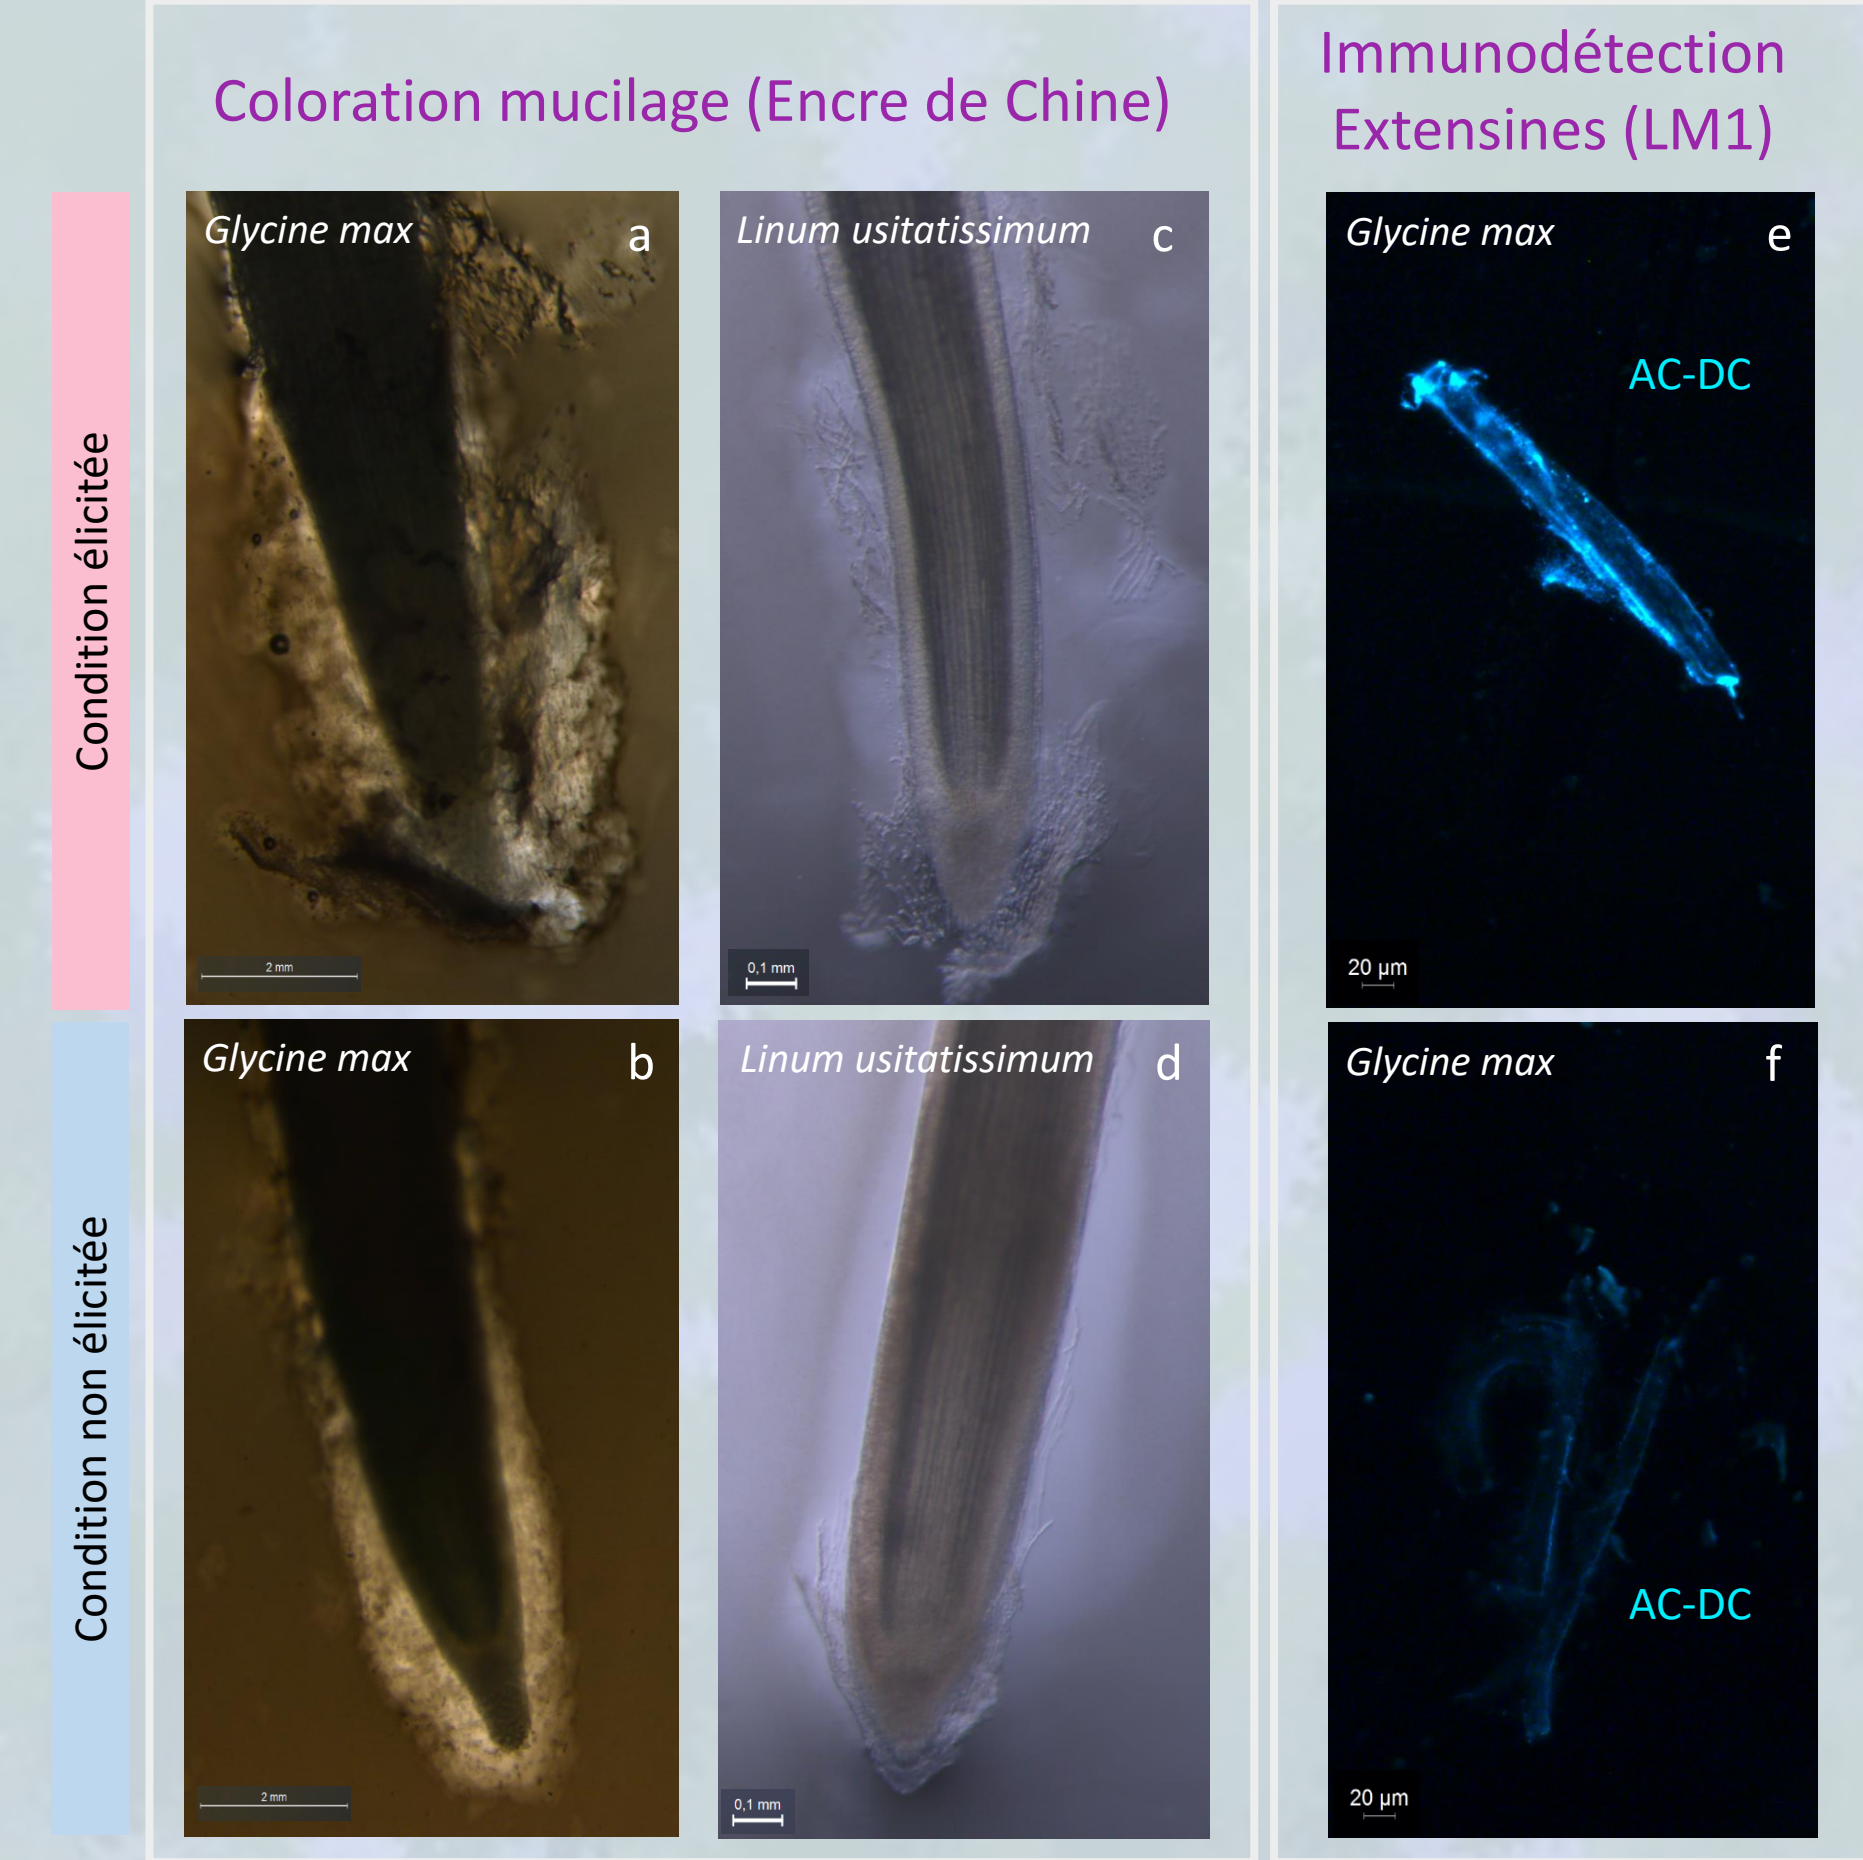 Coloration mucilage (Encre de Chine)
Immunodétection
Extensines (LM1)
Condition élicitée
Glycine max
a
2 mm
Linum usitatissimum
c
0,1 mm
Glycine max
e
AC-DC
20 µm
Condition non élicitée
Glycine max
b
2 mm
Linum usitatissimum
d
0,1 mm
Glycine max
f
AC-DC
20 µm